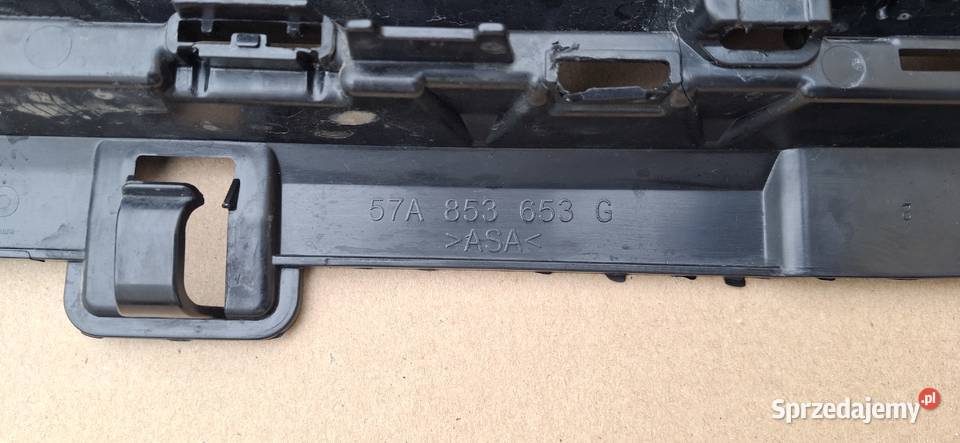 57A 853 653 G
>ASA<
Sprzedajemy.pl